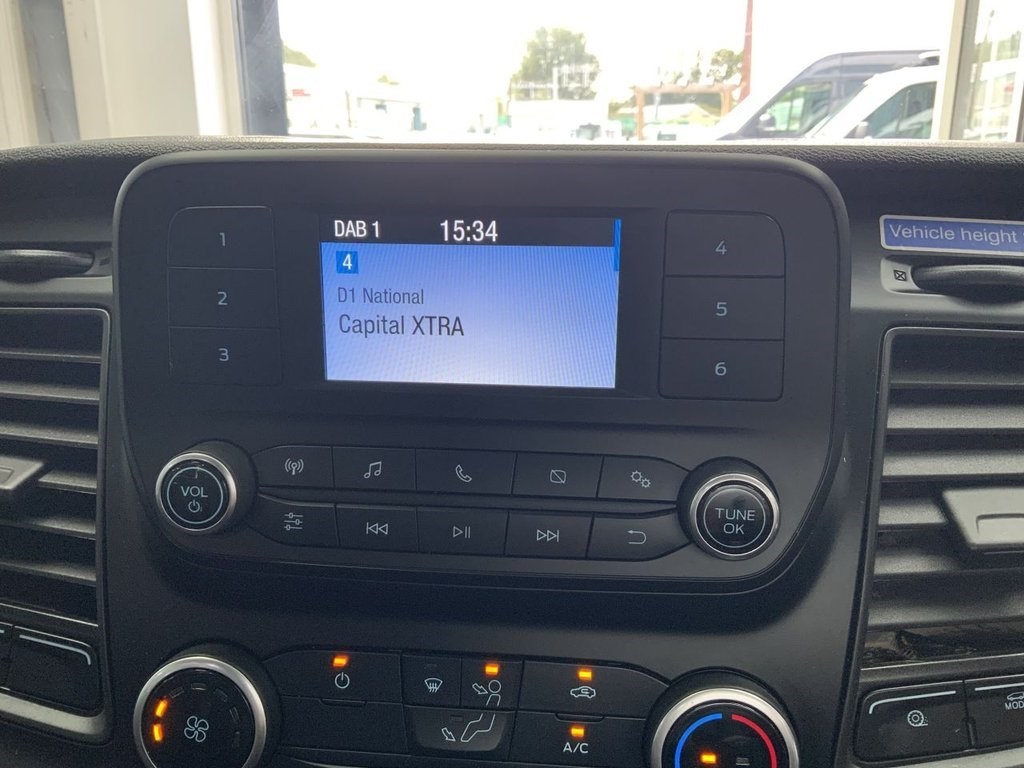 DAB 1 15:34
4
D1 National
Capital XTRA
1
2
3
4
5
6
Vehicle height
VOL
TUNE
OK
A/C